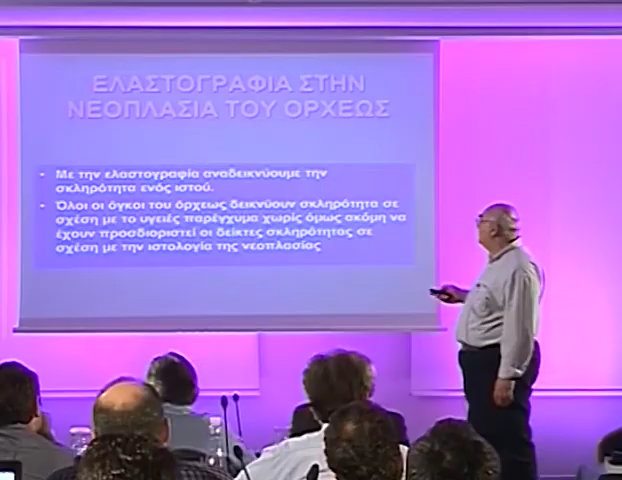 ΕΛΑΣΤΟΓΡΑΦΙΑ ΣΤΗΝ
ΝΕΟΠΛΑΣΙΑ ΤΟΥ ΟΡΧΕΩΣ
• Με την ελαστογραφία αναδεικνύουμε την
σκληρότητα ενός ιστού.
• Όλοι οι όγκοι του όρχεως δεικνύουν σκληρότητα σε
σχέση με το υγειές παρέγχυμα χωρίς όμως ακόμη να
έχουν προσδιοριστεί οι δείκτες σκληρότητας σε
σχέση με την ιστολογία της νεοπλασίας